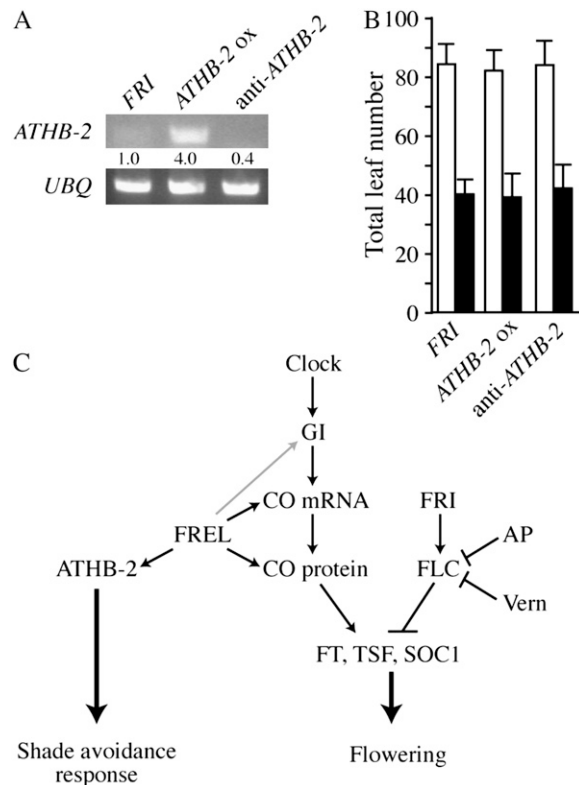 A
FRI
ATHB-2 ox
anti-ATHB-2
ATHB-2
1.0 4.0 0.4
UBQ
B
Total leaf number
100
80
60
40
20
0
FRI
ATHB-2 ox
anti-ATHB-2
C
Clock
GI
CO mRNA
FRI
FREL
AP
ATHB-2
CO protein
FLC
Vern
FT, TSF, SOC1
Shade avoidance
response
Flowering